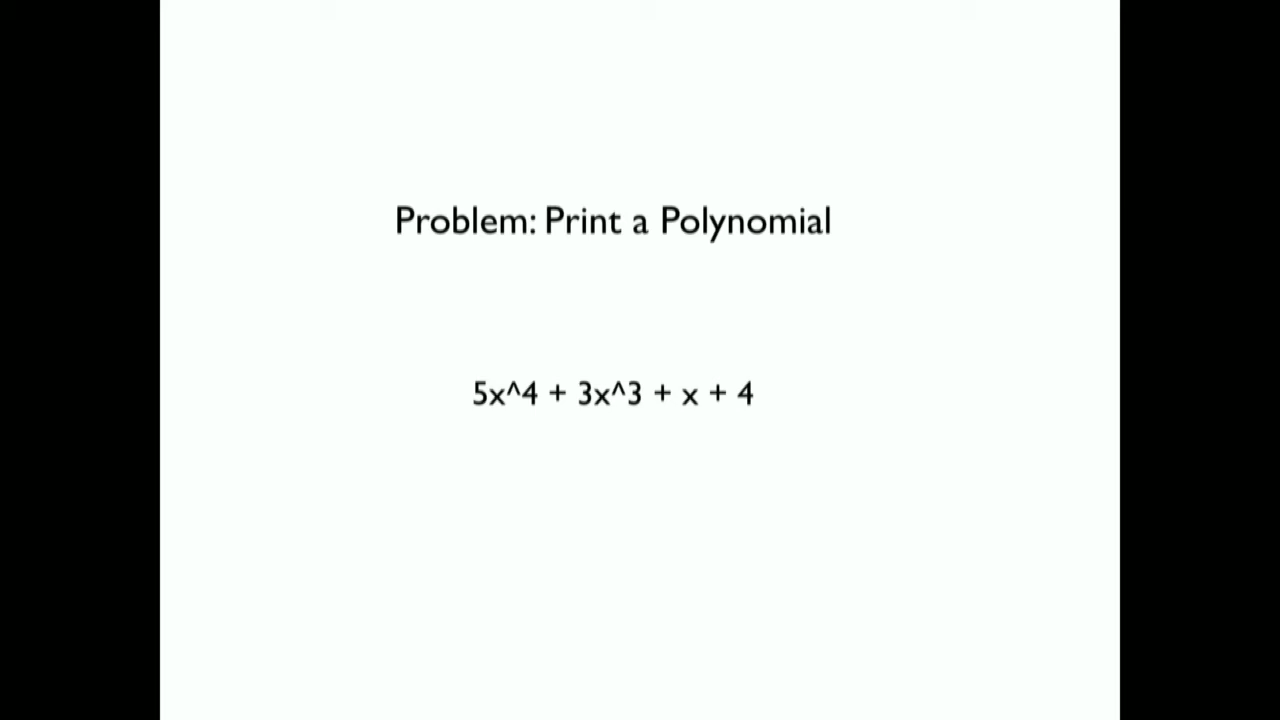 Problem: Print a Polynomial
5x^4 + 3x^3 + x + 4